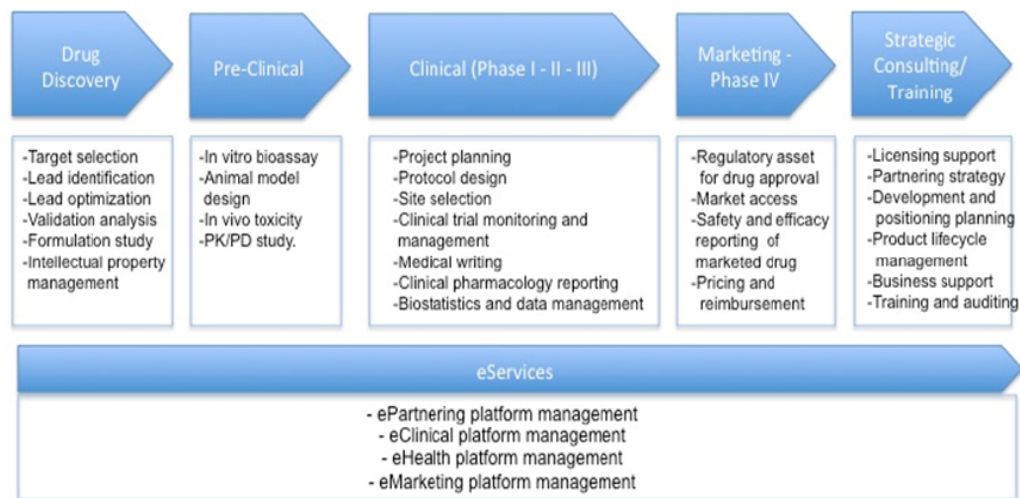 Drug
Discovery
-Target selection
-Lead identification
-Lead optimization
-Validation analysis
-Formulation study
-Intellectual property
management
Pre-Clinical
-In vitro bioassay
-Animal model
design
-In vivo toxicity
-PK/PD study.
Clinical (Phase I - II - III)
-Project planning
-Protocol design
-Site selection
-Clinical trial monitoring and
management
-Medical writing
-Clinical pharmacology reporting
-Biostatistics and data management
Marketing -
Phase IV
-Regulatory asset
for drug approval
-Market access
-Safety and efficacy
reporting of
marketed drug
-Pricing and
reimbursement
Strategic
Consulting/
Training
-Licensing support
-Partnering strategy
-Development and
positioning planning
-Product lifecycle
management
-Business support
-Training and auditing
eServices
- ePartnering platform management
- eClinical platform management
- eHealth platform management
- eMarketing platform management